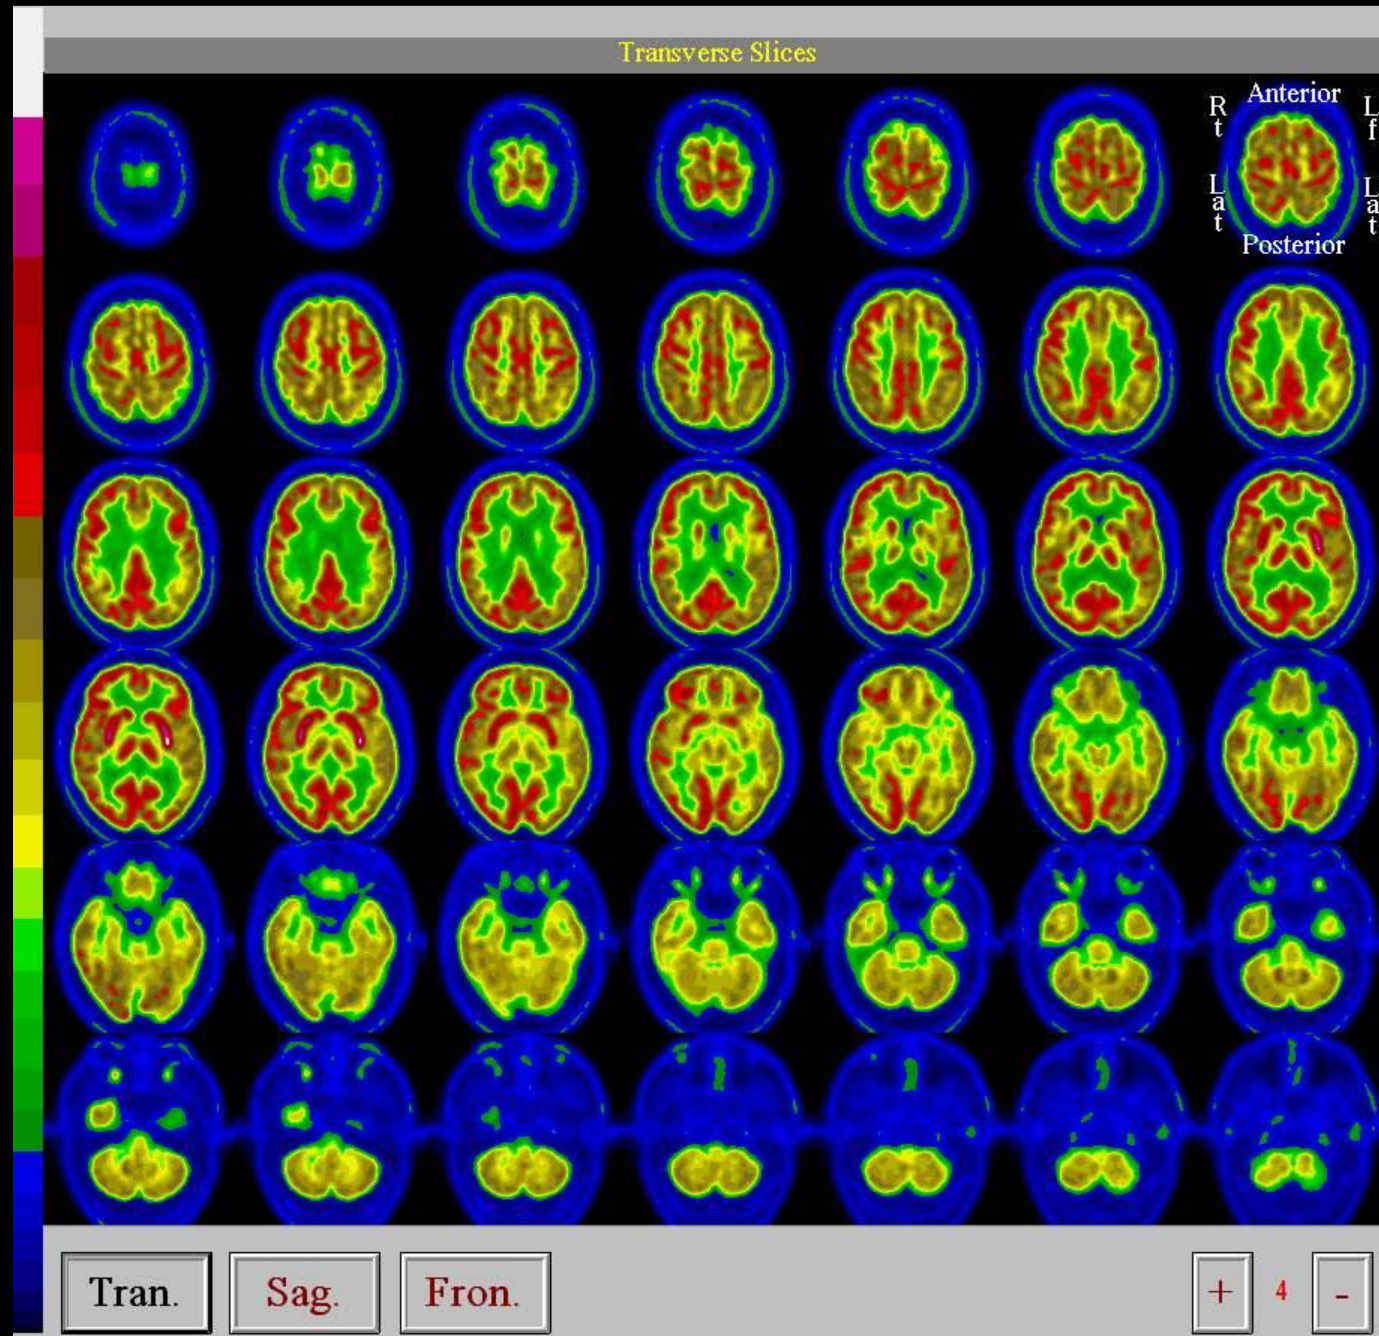 Transverse Slices
Anterior
Rt Lat
Lf Lat
Posterior
Tran.
Sag.
Fron.
+ 4 -